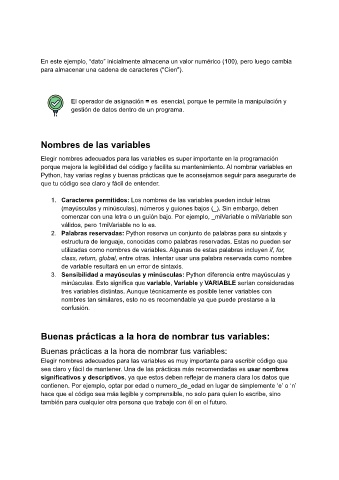 En este ejemplo, “dato” inicialmente almacena un valor numérico (100), pero luego cambia
para almacenar una cadena de caracteres ("Cien").
El operador de asignación = es esencial, porque te permite la manipulación y
gestión de datos dentro de un programa.
Nombres de las variables
Elegir nombres adecuados para las variables es super importante en la programación
porque mejora la legibilidad del código y facilita su mantenimiento. Al nombrar variables en
Python, hay varias reglas y buenas prácticas que te aconsejamos seguir para asegurarte de
que tu código sea claro y fácil de entender.
1. Caracteres permitidos: Los nombres de las variables pueden incluir letras
(mayúsculas y minúsculas), números y guiones bajos (_). Sin embargo, deben
comenzar con una letra o un guión bajo. Por ejemplo, _miVariable o miVariable son
válidos, pero 1miVariable no lo es.
2. Palabras reservadas: Python reserva un conjunto de palabras para su sintaxis y
estructura de lenguaje, conocidas como palabras reservadas. Estas no pueden ser
utilizadas como nombres de variables. Algunas de estas palabras incluyen if, for,
class, return, global, entre otras. Intentar usar una palabra reservada como nombre
de variable resultará en un error de sintaxis.
3. Sensibilidad a mayúsculas y minúsculas: Python diferencia entre mayúsculas y
minúsculas. Esto significa que variable, Variable y VARIABLE serían consideradas
tres variables distintas. Aunque técnicamente es posible tener variables con
nombres tan similares, esto no es recomendable ya que puede prestarse a la
confusión.
Buenas prácticas a la hora de nombrar tus variables:
Buenas prácticas a la hora de nombrar tus variables:
Elegir nombres adecuados para las variables es muy importante para escribir código que
sea claro y fácil de mantener. Una de las prácticas más recomendadas es usar nombres
significativos y descriptivos, ya que estos deben reflejar de manera clara los datos que
contienen. Por ejemplo, optar por edad o numero_de_edad en lugar de simplemente ‘e’ o ‘n’
hace que el código sea más legible y comprensible, no solo para quien lo escribe, sino
también para cualquier otra persona que trabaje con él en el futuro.